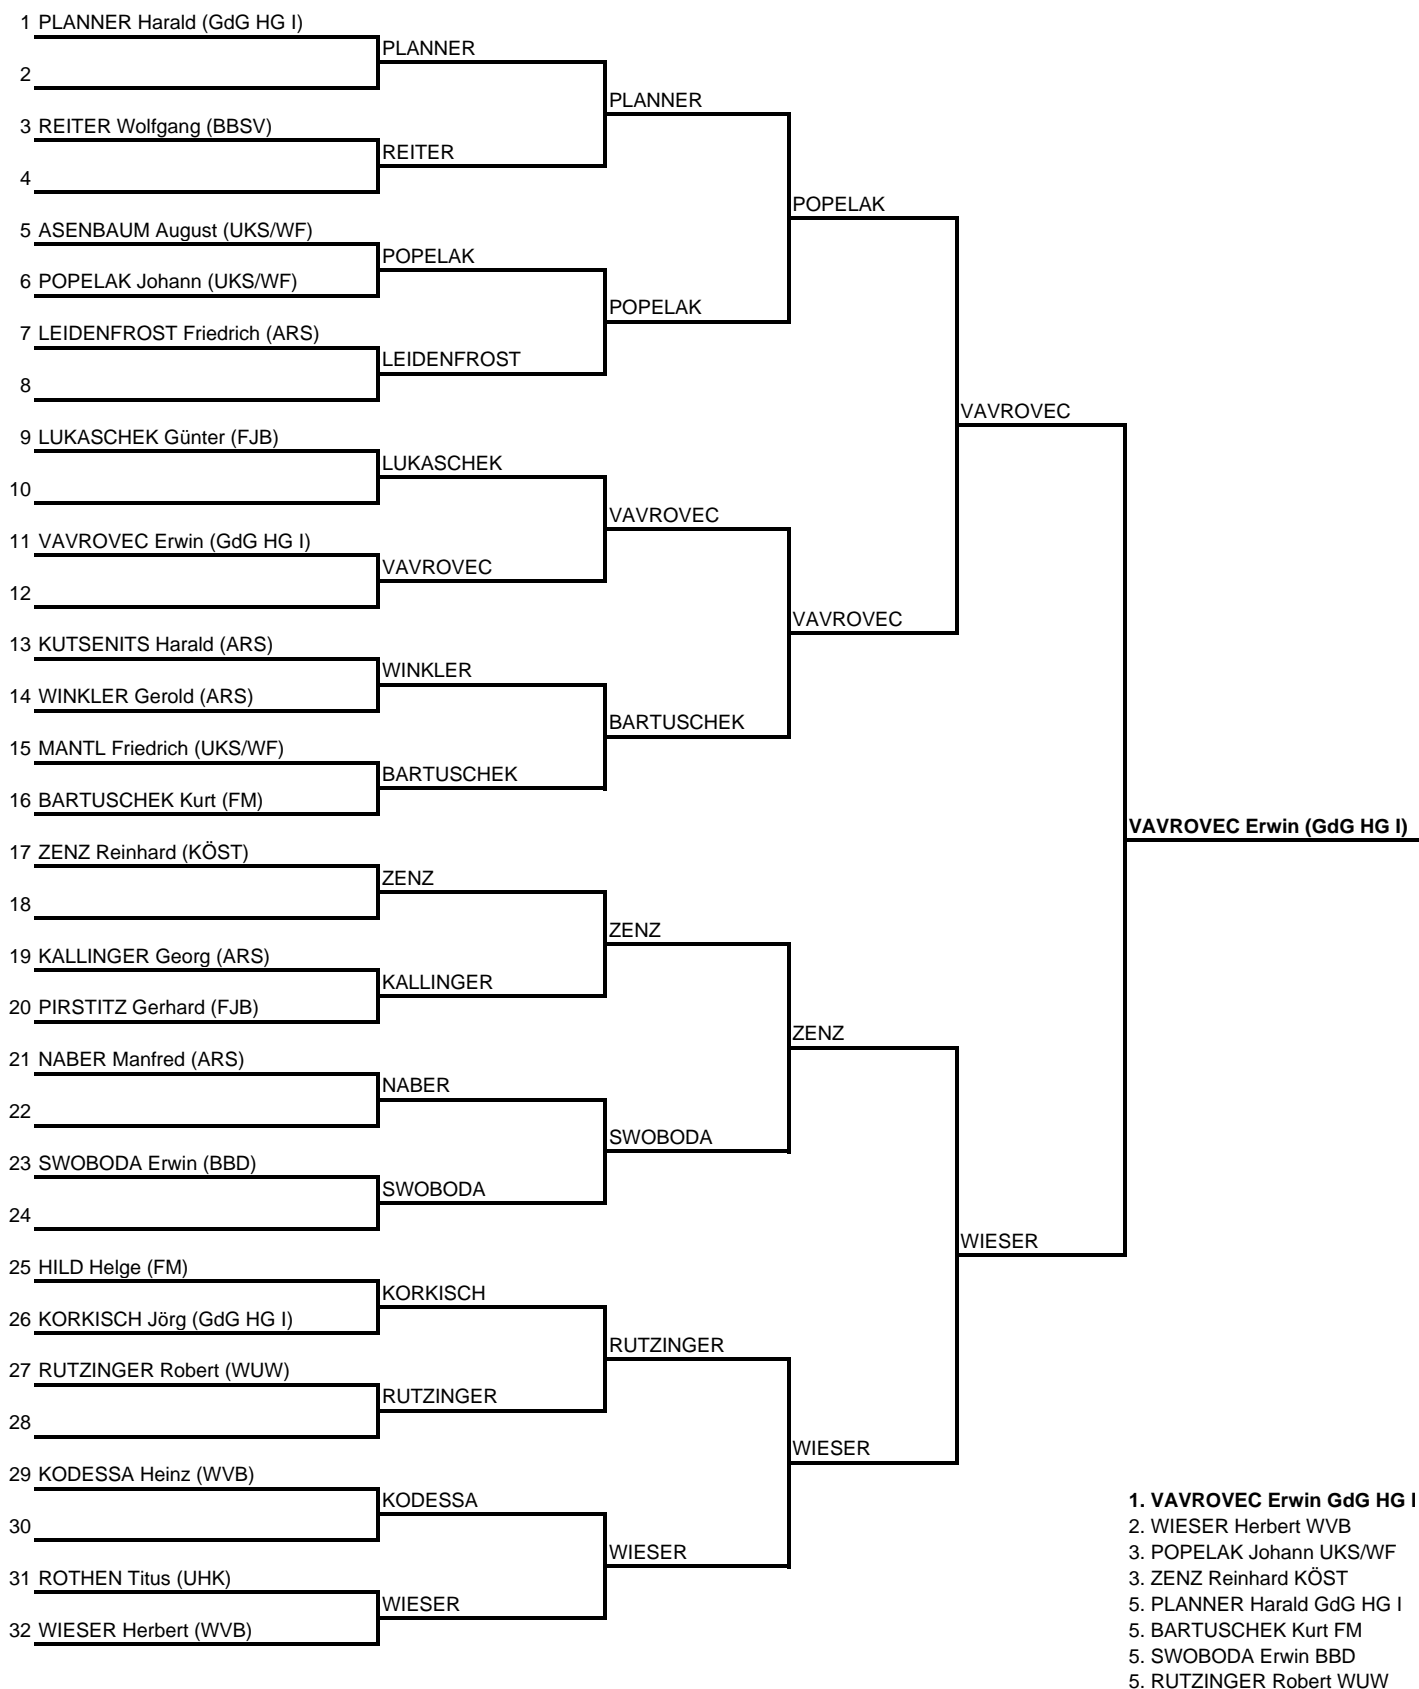 1 PLANNER Harald (GdG HG I)
PLANNER
2
PLANNER
3 REITER Wolfgang (BBSV)
REITER
4
POPELAK
5 ASENBAUM August (UKS/WF)
POPELAK
6 POPELAK Johann (UKS/WF)
POPELAK
7 LEIDENFROST Friedrich (ARS)
LEIDENFROST
8
VAVROVEC
9 LUKASCHEK Günter (FJB)
LUKASCHEK
10
VAVROVEC
11 VAVROVEC Erwin (GdG HG I)
VAVROVEC
12
VAVROVEC
13 KUTSENITS Harald (ARS)
WINKLER
14 WINKLER Gerold (ARS)
BARTUSCHEK
15 MANTL Friedrich (UKS/WF)
BARTUSCHEK
16 BARTUSCHEK Kurt (FM)
VAVROVEC Erwin (GdG HG I)
17 ZENZ Reinhard (KÖST)
ZENZ
18
ZENZ
19 KALLINGER Georg (ARS)
KALLINGER
20 PIRSTITZ Gerhard (FJB)
ZENZ
21 NABER Manfred (ARS)
NABER
22
SWOBODA
23 SWOBODA Erwin (BBD)
SWOBODA
24
WIESER
25 HILD Helge (FM)
KORKISCH
26 KORKISCH Jörg (GdG HG I)
RUTZINGER
27 RUTZINGER Robert (WUW)
RUTZINGER
28
WIESER
29 KODESSA Heinz (WVB)
KODESSA
30
WIESER
31 ROTHEN Titus (UHK)
WIESER
32 WIESER Herbert (WVB)
1. VAVROVEC Erwin GdG HG I
2. WIESER Herbert WVB
3. POPELAK Johann UKS/WF
3. ZENZ Reinhard KÖST
5. PLANNER Harald GdG HG I
5. BARTUSCHEK Kurt FM
5. SWOBODA Erwin BBD
5. RUTZINGER Robert WUW